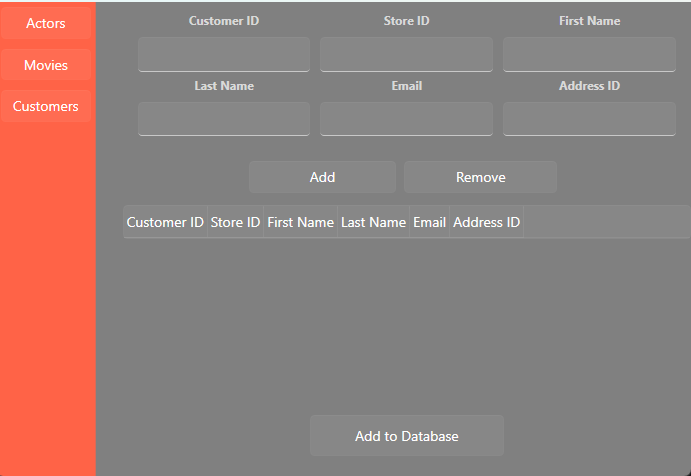 Actors
Movies
Customers
Customer ID Store ID First Name
Last Name Email Address ID
Add Remove
Customer ID Store ID First Name Last Name Email Address ID
Add to Database